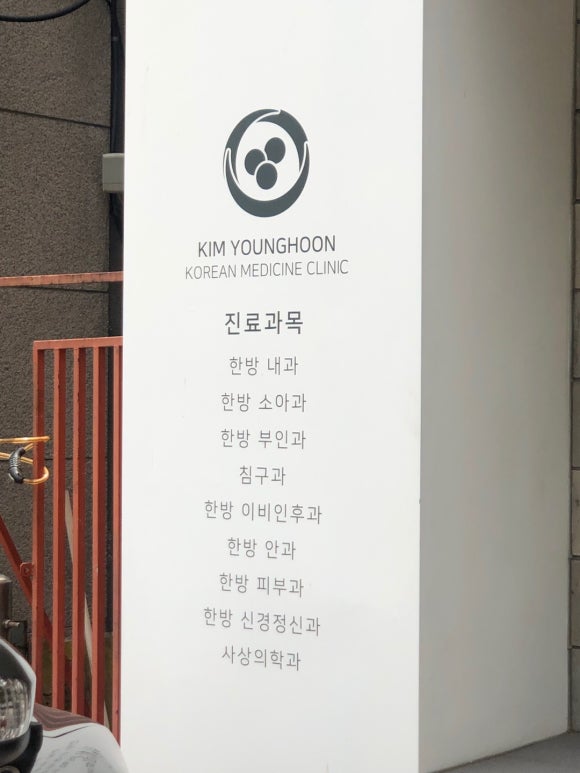 KIM YOUNGHOON
KOREAN MEDICINE CLINIC
진료과목
한방 내과
한방 소아과
한방 부인과
침구과
한방 이비인후과
한방 안과
한방 피부과
한방 신경정신과
사상의학과